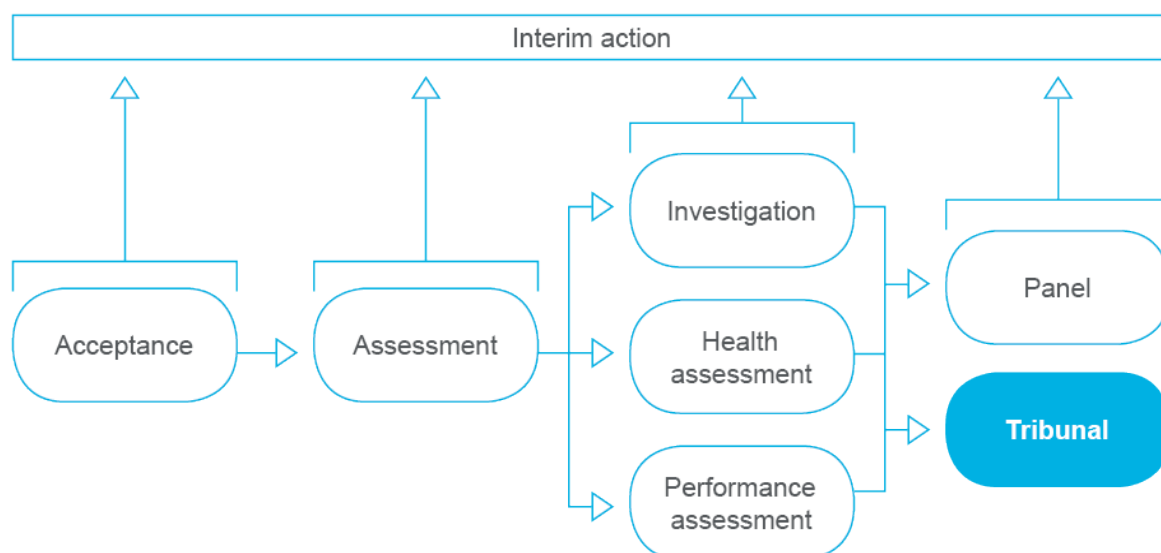 Interim action
Acceptance
Assessment
Investigation
Health
assessment
Performance
assessment
Panel
Tribunal